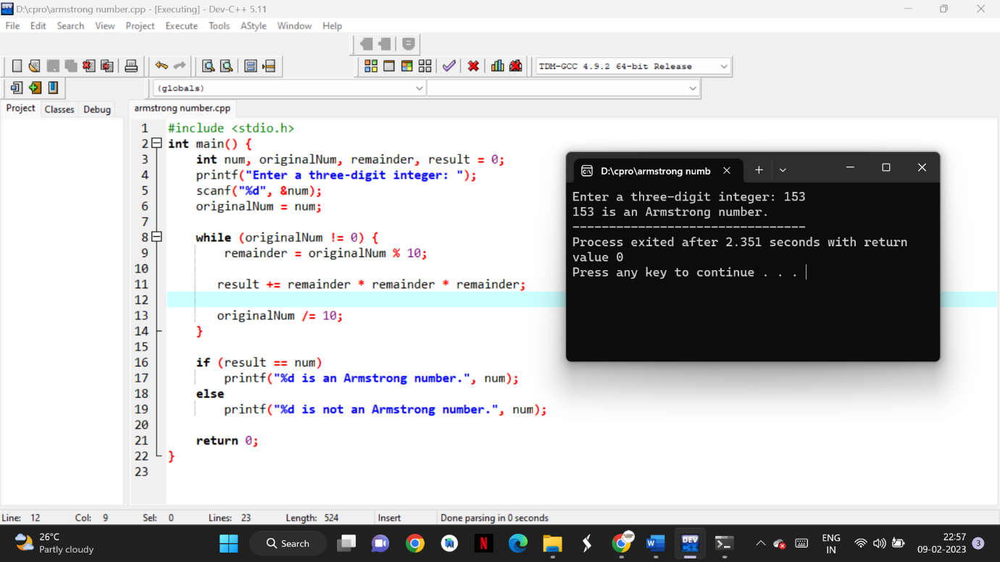 D:\cpro\armstrong number.cpp - [Executing] - Dev-C++ 5.11
File Edit Search View Project Execute Tools AStyle Window Help
TDM-GCC 4.9.2 64-bit Release
(globals)
Project Classes Debug
armstrong number.cpp
1 #include <stdio.h>
2 int main() {
3 int num, originalNum, remainder, result = 0;
4 printf("Enter a three-digit integer: ");
5 scanf("%d", &num);
6 originalNum = num;
7
8 while (originalNum != 0) {
9 remainder = originalNum % 10;
10
11 result += remainder * remainder * remainder;
12
13 originalNum /= 10;
14 }
15
16 if (result == num)
17 printf("%d is an Armstrong number.", num);
18 else
19 printf("%d is not an Armstrong number.", num);
20
21 return 0;
22 }
23
D:\cpro\armstrong numb
Enter a three-digit integer: 153
153 is an Armstrong number.
--------------------------------
Process exited after 2.351 seconds with return
value 0
Press any key to continue . . .
Line: 12 Col: 9 Sel: 0 Lines: 23 Length: 524 Insert Done parsing in 0 seconds
26°C
Partly cloudy
Search
N
W
DEV
ENG
IN
22:57
09-02-2023
3